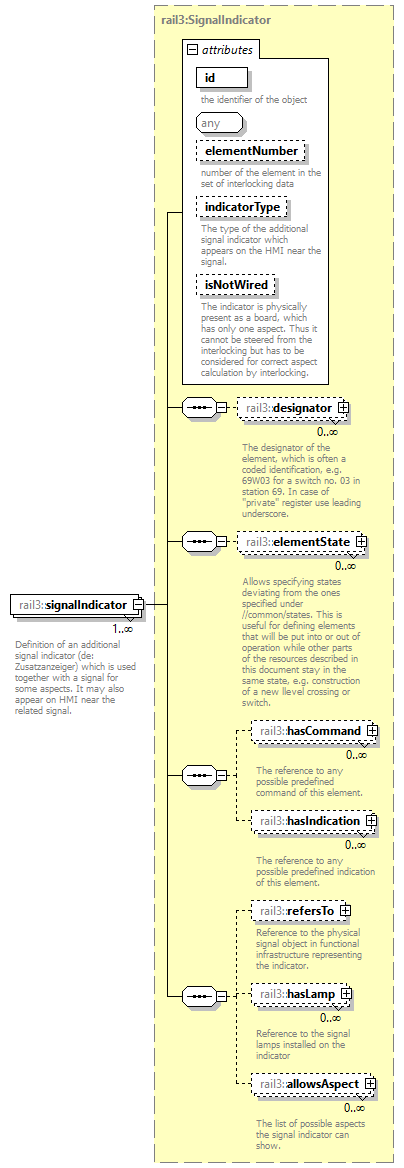 rail3:SignalIndicator
attributes
id
the identifier of the object
any
elementNumber
number of the element in the
set of interlocking data
indicatorType
The type of the additional
signal indicator which
appears on the HMI near the
signal.
isNotWired
The indicator is physically
present as a board, which
has only one aspect. Thus it
cannot be steered from the
interlocking but has to be
considered for correct aspect
calculation by interlocking.
rail3::designator
0..∞
The designator of the
element, which is often a
coded identification, e.g.
69W03 for a switch no. 03 in
station 69. In case of
"private" register use leading
underscore.
rail3::elementState
0..∞
Allows specifying states
deviating from the ones
specified under
//common/states. This is
useful for defining elements
that will be put into or out of
operation while other parts
of the resources described in
this document stay in the
same state, e.g. construction
of a new llevel crossing or
switch.
rail3::signalIndicator
1..∞
Definition of an additional
signal indicator (de:
Zusatzanzeiger) which is used
together with a signal for
some aspects. It may also
appear on HMI near the
related signal.
rail3::hasCommand
0..∞
The reference to any
possible predefined
command of this element.
rail3::hasIndication
0..∞
The reference to any
possible predefined indication
of this element.
rail3::refersTo
Reference to the physical
signal object in functional
infrastructure representing
the indicator.
rail3::hasLamp
0..∞
Reference to the signal
lamps installed on the
indicator
rail3::allowsAspect
0..∞
The list of possible aspects
the signal indicator can
show.